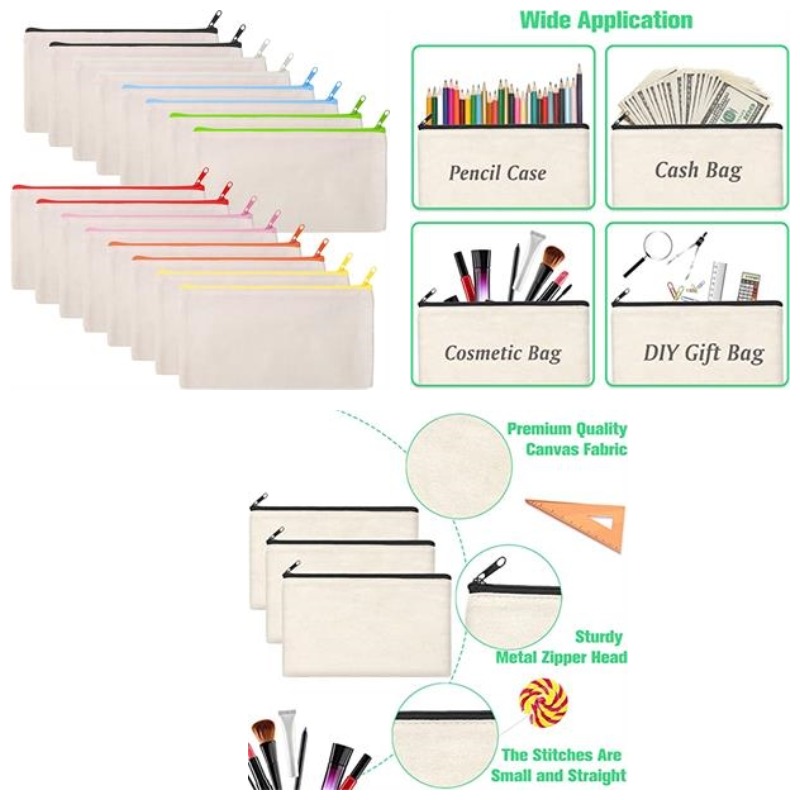 Wide Application
Pencil Case
Cash Bag
Cosmetic Bag
DIY Gift Bag
Premium Quality
Canvas Fabric
Sturdy
Metal Zipper Head
The Stitches Are
Small and Straight